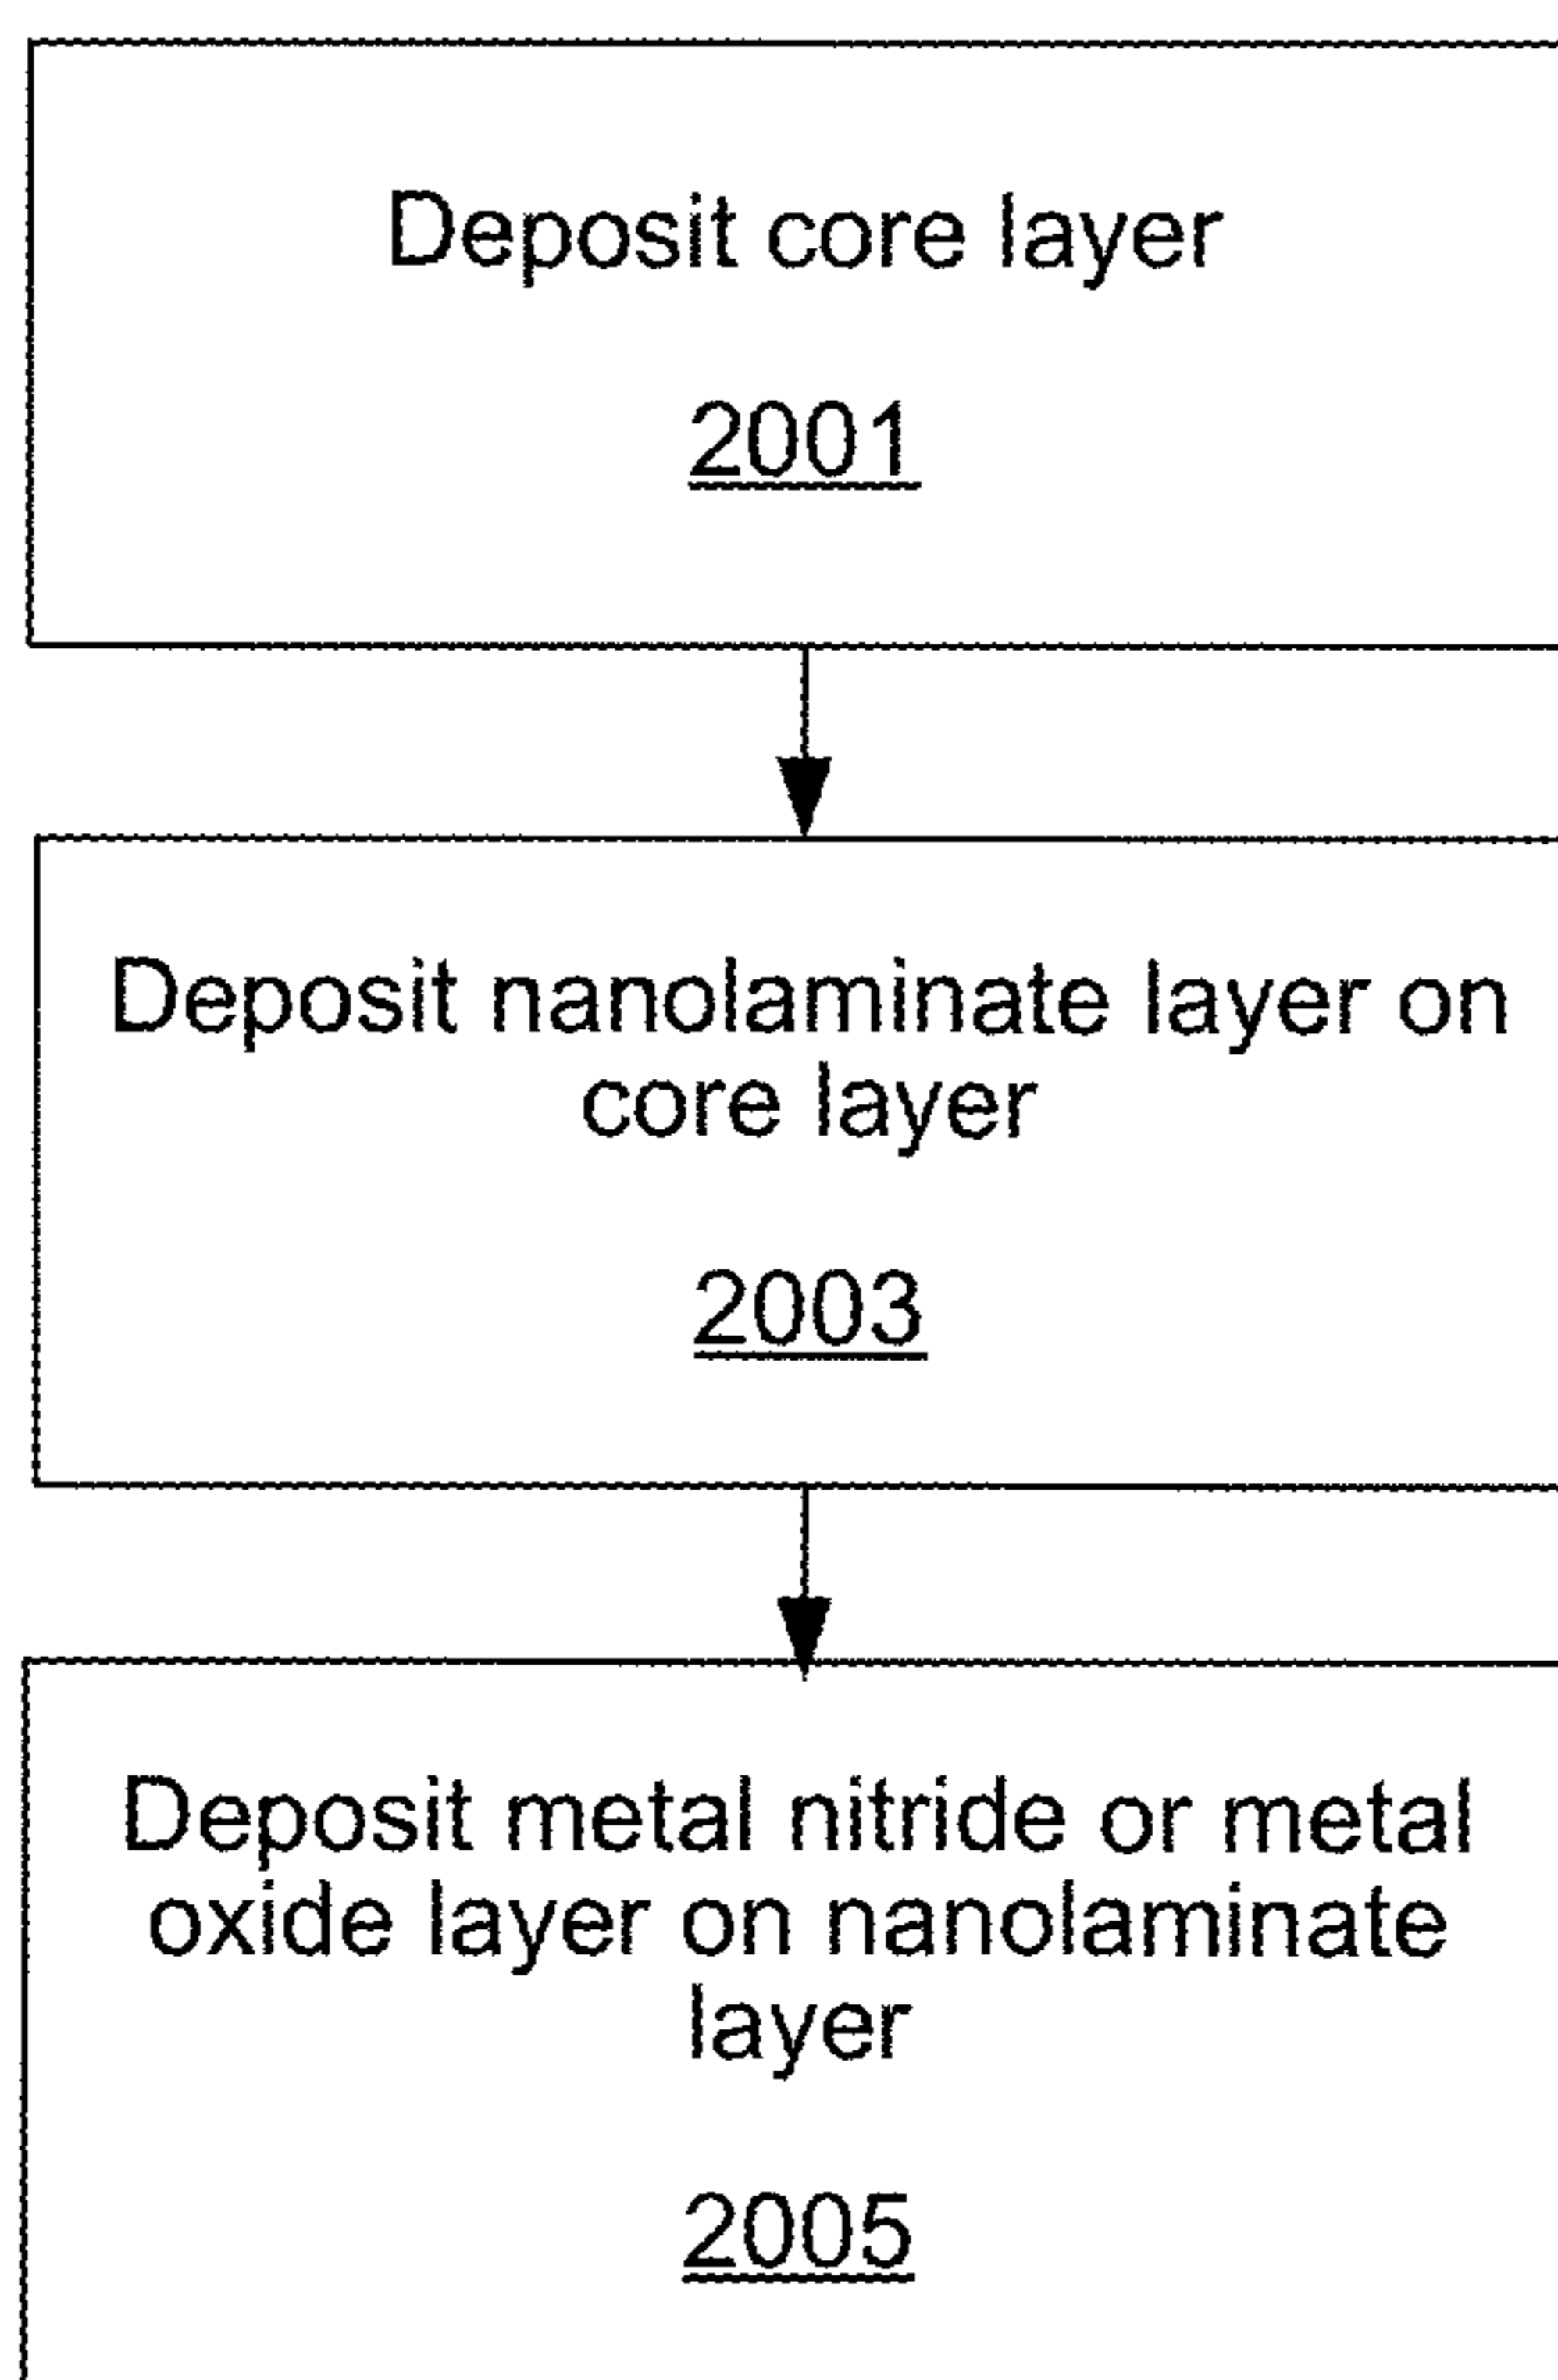 Deposit core layer
2001
Deposit nanolaminate layer on
core layer
2003
Deposit metal nitride or metal
oxide layer on nanolaminate
layer
2005